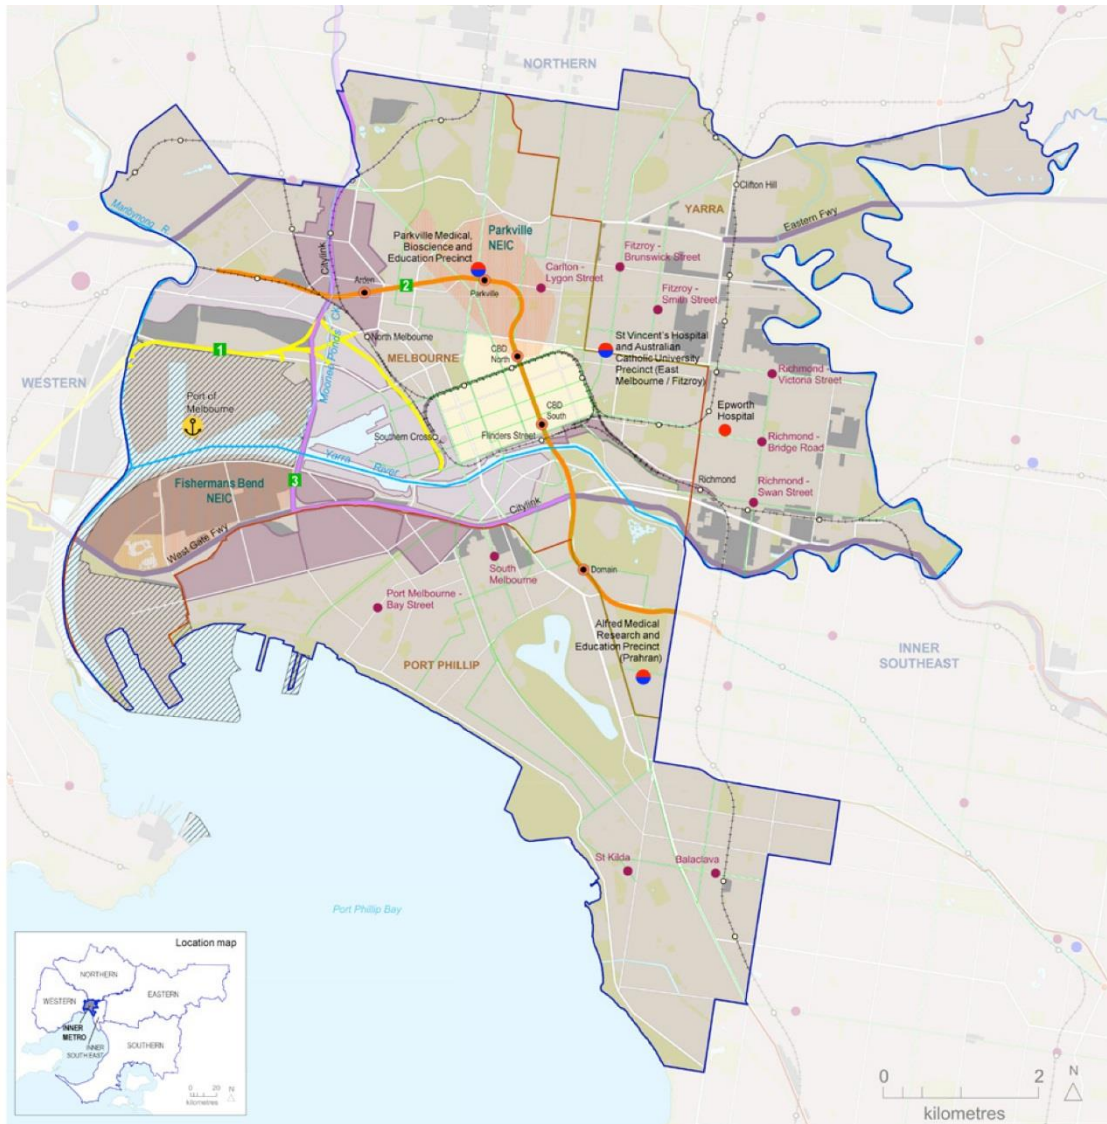 NORTHERN
Maribyrnong R
Clifton Hill
YARRA
Eastern Fwy
Parkville Medical,
Bioscience and
Education Precinct
Parkville
NEIC
Fitzroy -
Brunswick Street
Citylink
Carlton -
Lygon Street
Arden
2
Parkville
Fitzroy -
Smith Street
North Melbourne
St Vincent's Hospital
and Australian
Catholic University
Precinct (East
Melbourne / Fitzroy)
1
MELBOURNE
CBD
North
Richmond -
Victoria Street
WESTERN
Port of
Melbourne
CBD
South
Epworth
Hospital
Southern Cross
Flinders Street
Richmond -
Bridge Road
Yarra River
Fishermans Bend
NEIC
3
Richmond
Richmond -
Swan Street
West Gate Fwy
Citylink
South
Melbourne
Domain
Port Melbourne -
Bay Street
Alfred Medical
Research and
Education Precinct
(Prahran)
PORT PHILLIP
INNER
SOUTHEAST
St Kilda
Balaclava
Port Phillip Bay
Location map
NORTHERN
WESTERN
EASTERN
INNER
METRO
INNER
SOUTH EAST
SOUTHERN
0 20
kilometres
N
0 2
kilometres
N